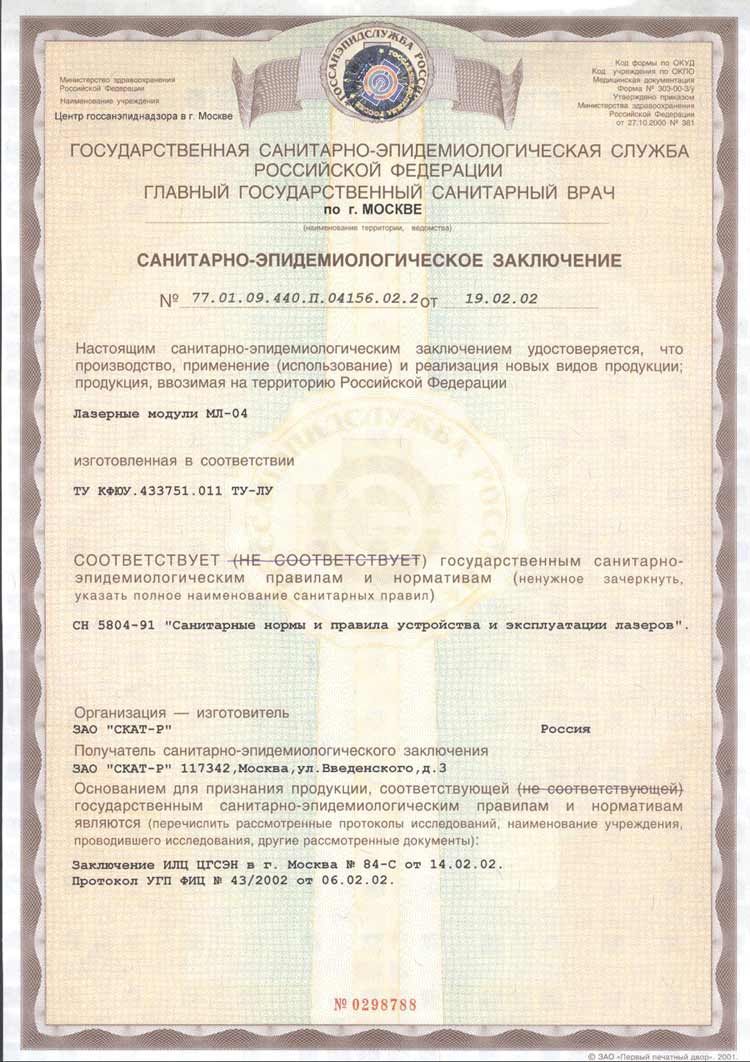 ГОССАНЭПИДСЛУЖБА РОССИИ
Министерство здравоохранения
Российской Федерации
Наименование учреждения
Центр госсанэпиднадзора в г. Москве
Код формы по ОКУД
Код учреждения по ОКПО
Медицинская документация
Форма № 303-00-3/у
Утверждено приказом
Министерства здравоохранения
Российской Федерации
от 27.10.2000 № 381
ГОСУДАРСТВЕННАЯ САНИТАРНО-ЭПИДЕМИОЛОГИЧЕСКАЯ СЛУЖБА
РОССИЙСКОЙ ФЕДЕРАЦИИ
ГЛАВНЫЙ ГОСУДАРСТВЕННЫЙ САНИТАРНЫЙ ВРАЧ
по г. МОСКВЕ
(наименование территории, ведомства)
САНИТАРНО-ЭПИДЕМИОЛОГИЧЕСКОЕ ЗАКЛЮЧЕНИЕ
№ 77.01.09.440.П.04156.02.2 от 19.02.02
Настоящим санитарно-эпидемиологическим заключением удостоверяется, что
производство, применение (использование) и реализация новых видов продукции;
продукция, ввозимая на территорию Российской Федерации
Лазерные модули МЛ-04
изготовленная в соответствии
ТУ КФЮУ.433751.011 ТУ-ЛУ
СООТВЕТСТВУЕТ (НЕ СООТВЕТСТВУЕТ) государственным санитарно-
эпидемиологическим правилам и нормативам (ненужное зачеркнуть,
указать полное наименование санитарных правил)
СН 5804-91 "Санитарные нормы и правила устройства и эксплуатации лазеров".
Организация — изготовитель
ЗАО "СКАТ-Р" Россия
Получатель санитарно-эпидемиологического заключения
ЗАО "СКАТ-Р" 117342,Москва,ул.Введенского,д.3
Основанием для признания продукции, соответствующей (не соответствующей)
государственным санитарно-эпидемиологическим правилам и нормативам
являются (перечислить рассмотренные протоколы исследований, наименование учреждения,
проводившего исследования, другие рассмотренные документы):
Заключение ИЛЦ ЦГСЭН в г. Москва № 84-С от 14.02.02.
Протокол УГП ФИЦ № 43/2002 от 06.02.02.
№ 0298788
© ЗАО «Первый печатный двор». 2001